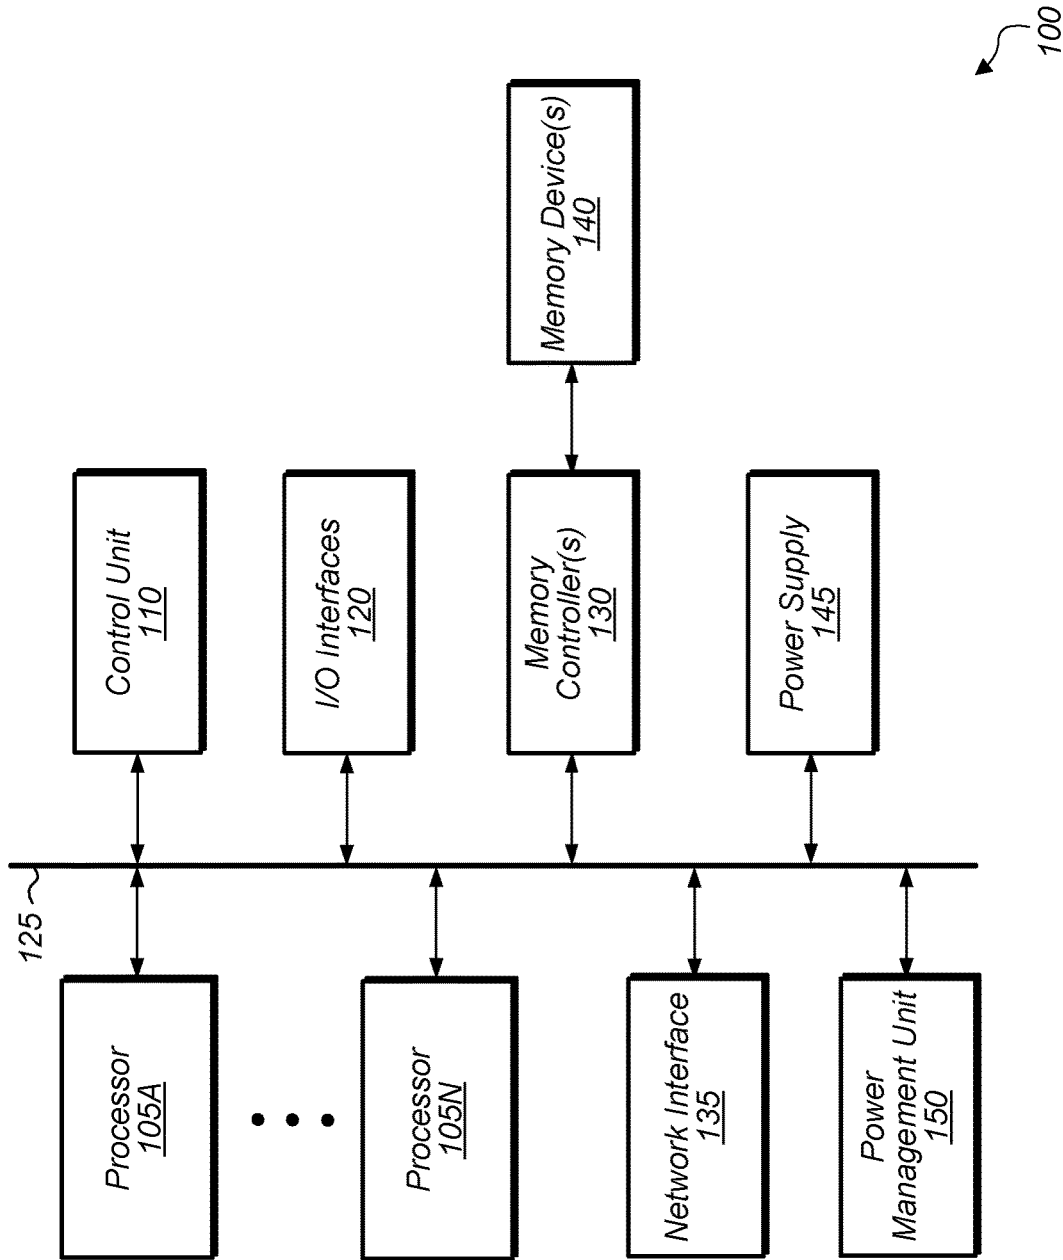 Processor
105A
Processor
105N
Network Interface
135
Power
Management Unit
150
125
Control Unit
110
I/O Interfaces
120
Memory
Controller(s)
130
Power Supply
145
Memory Device(s)
140
100